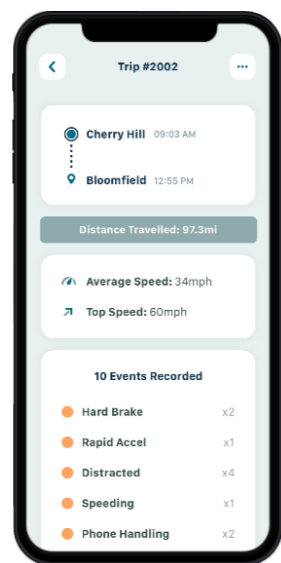 Trip #2002
Cherry Hill 09:03 AM
Bloomfield 12:55 PM
Distance Travelled: 97.3mi
Average Speed: 34mph
Top Speed: 60mph
10 Events Recorded
Hard Brake x2
Rapid Accel x1
Distracted x4
Speeding x1
Phone Handling x2